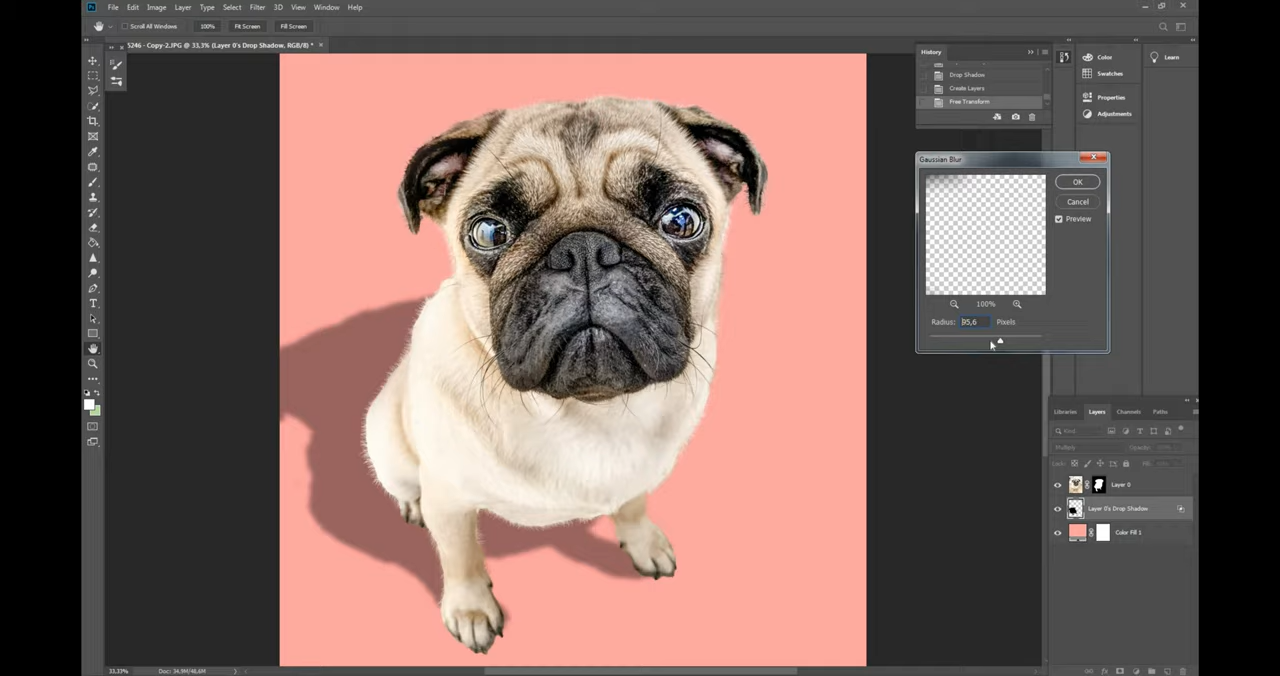 Ps File Edit Image Layer Type Select Filter 3D View Window Help
Scroll All Windows 100% Fit Screen Fill Screen
5246 - Copy-2.JPG @ 33,3% (Layer 0's Drop Shadow, RGB/8) *
History
Drop Shadow
Create Layers
Free Transform
Color
Swatches
Properties
Adjustments
Learn
Gaussian Blur
OK
Cancel
Preview
100%
Radius: 95,6 Pixels
Libraries Layers Channels Paths
Kind
Multiply Opacity:
Lock: Fill:
Layer 0
Layer 0's Drop Shadow
Color Fill 1
33.33% Doc: 34.9M/48.6M